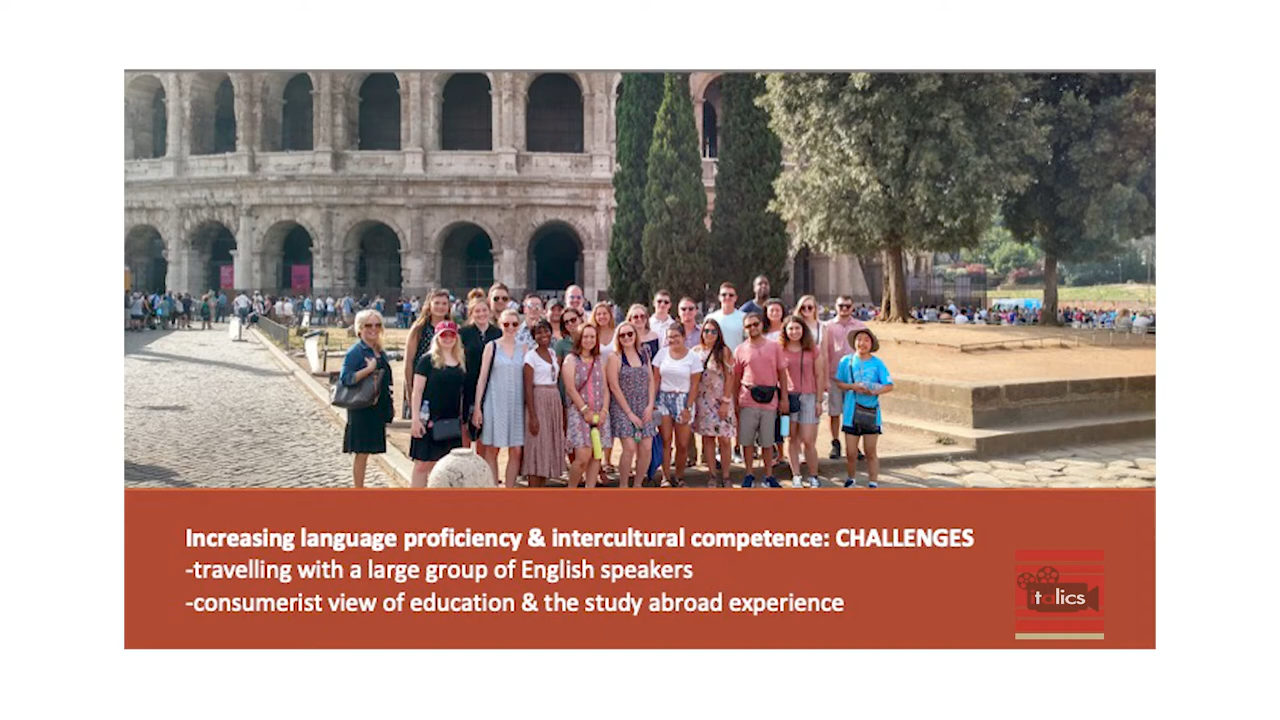 Increasing language proficiency & intercultural competence: CHALLENGES
-travelling with a large group of English speakers
-consumerist view of education & the study abroad experience
italics